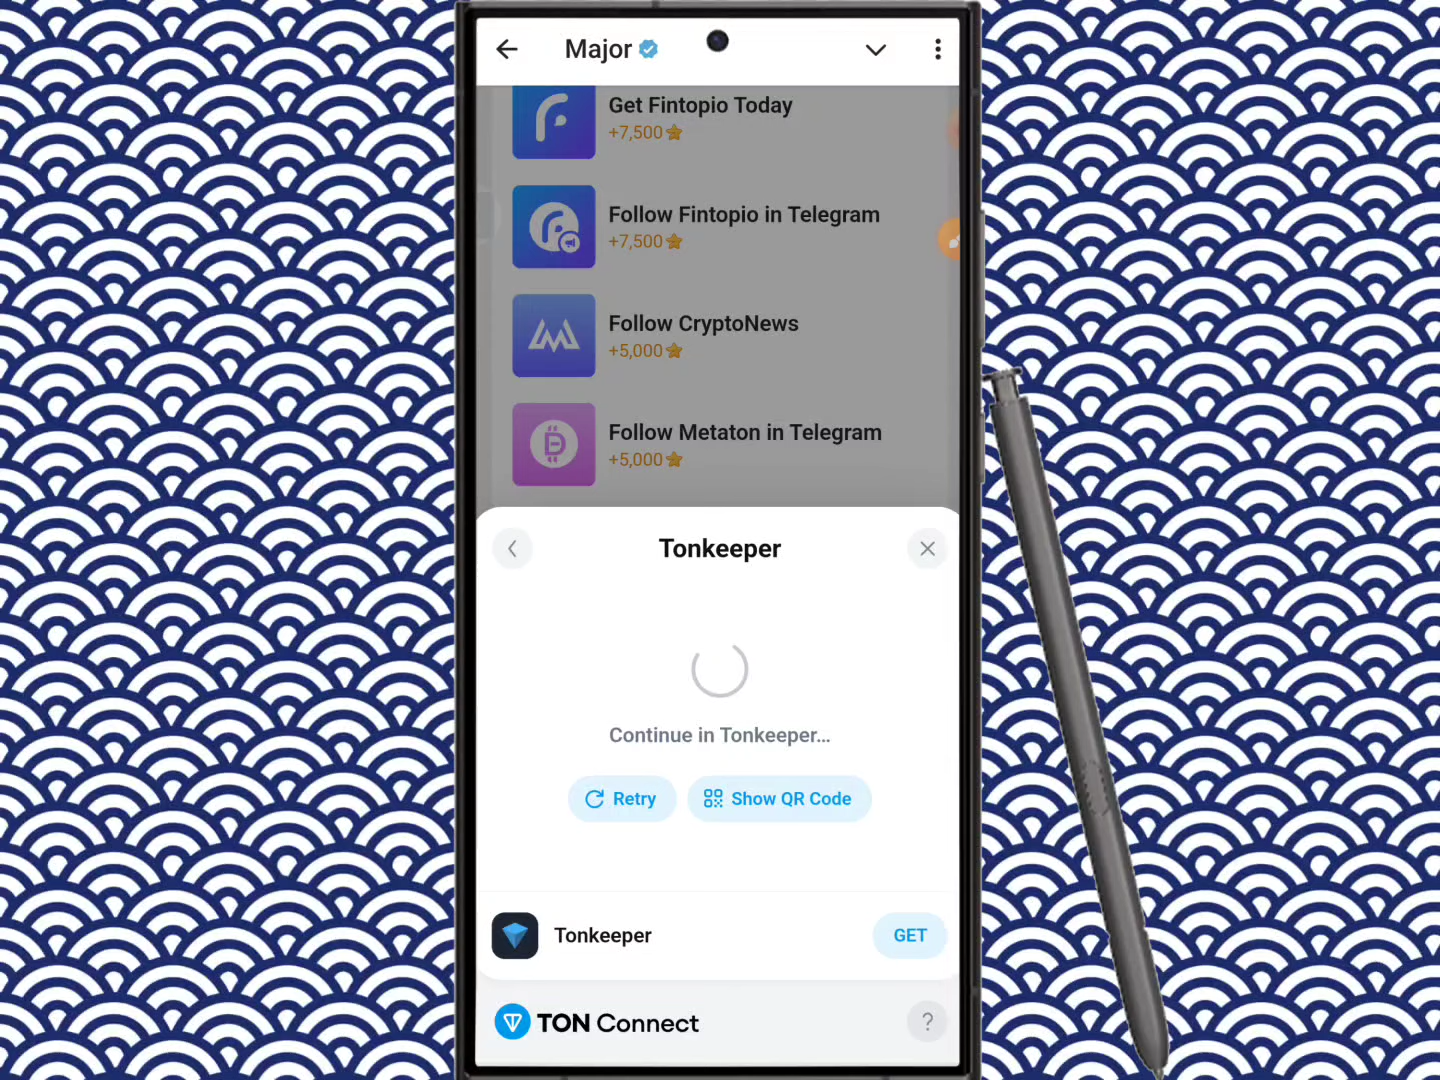 Major
Get Fintopio Today
+7,500
Follow Fintopio in Telegram
+7,500
Follow CryptoNews
+5,000
Follow Metaton in Telegram
+5,000
Tonkeeper
Continue in Tonkeeper...
Retry
Show QR Code
Tonkeeper
GET
TON Connect
?